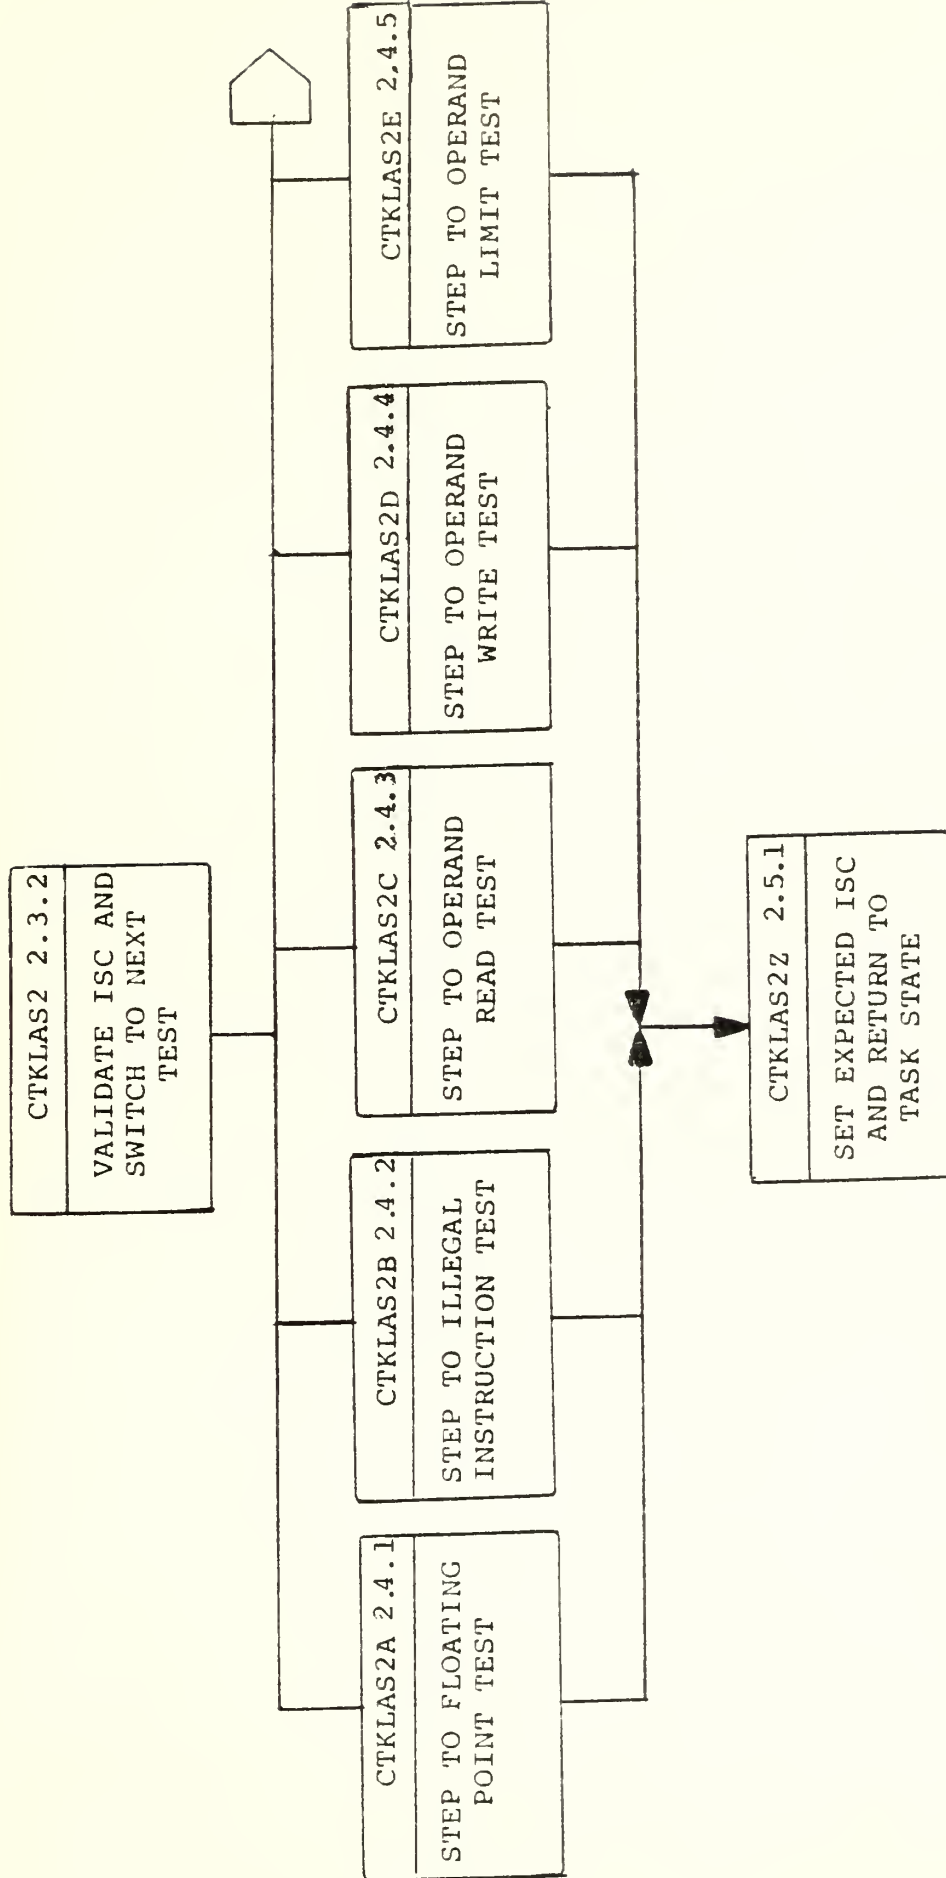 CTKLAS2 2.3.2
VALIDATE ISC AND
SWITCH TO NEXT
TEST
CTKLAS2A 2.4.1
STEP TO FLOATING
POINT TEST
CTKLAS2B 2.4.2
STEP TO ILLEGAL
INSTRUCTION TEST
CTKLAS2C 2.4.3
STEP TO OPERAND
READ TEST
CTKLAS2D 2.4.4
STEP TO OPERAND
WRITE TEST
CTKLAS2E 2.4.5
STEP TO OPERAND
LIMIT TEST
CTKLAS2Z 2.5.1
SET EXPECTED ISC
AND RETURN TO
TASK STATE